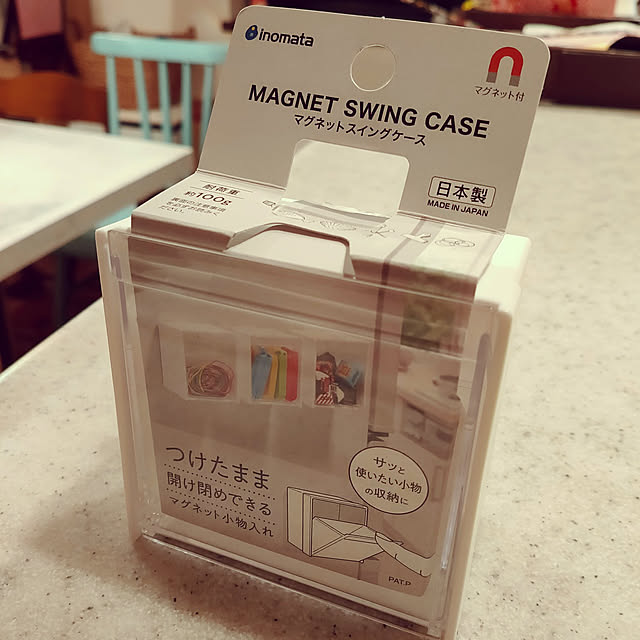 inomata
マグネット付
MAGNET SWING CASE
マグネットスイングケース
日本製
MADE IN JAPAN
耐荷重
約100g
つけたまま
開け閉めできる
マグネット小物入れ
サッと
使いたい小物
の収納に
PAT.P